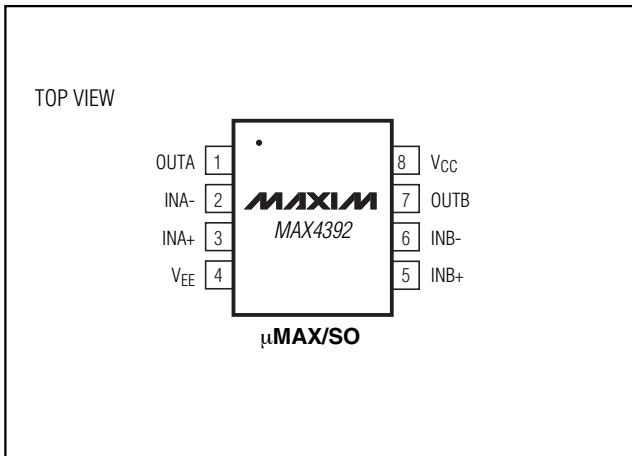 TOP VIEW
OUTA 1 8 VCC
INA- 2 MAXIM 7 OUTB
INA+ 3 MAX4392 6 INB-
VEE 4 5 INB+
μMAX/SO